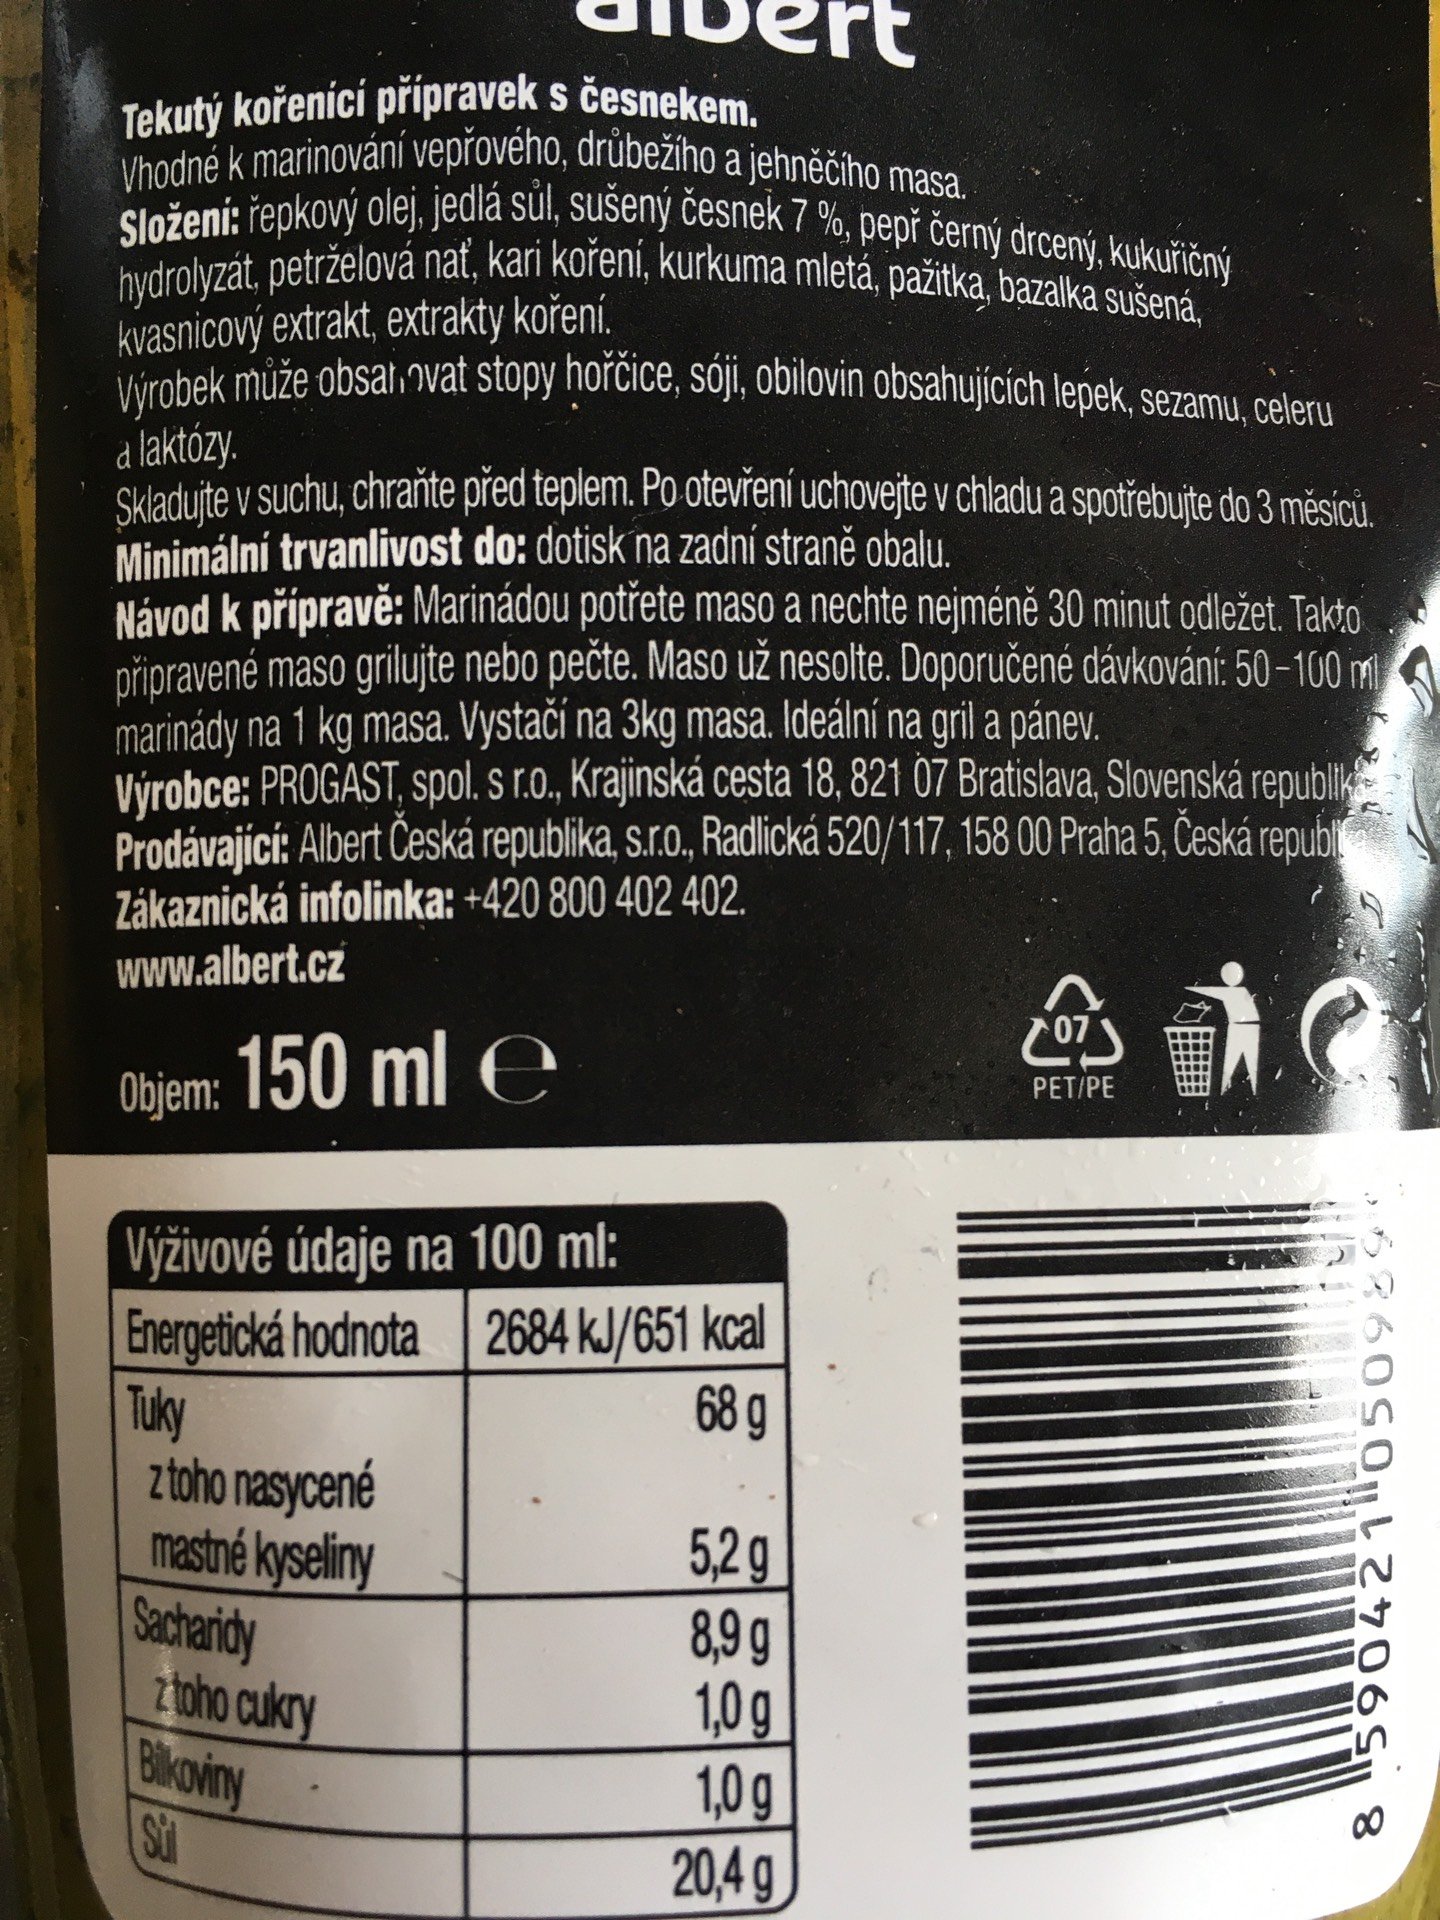 albert
Tekutý kořenící přípravek s česnekem.
Vhodné k marinování vepřového, drůbežího a jehněčího masa.
Složení: řepkový olej, jedlá sůl, sušený česnek 7 %, pepř černý drcený, kukuřičný
hydrolyzát, petrželová nať, kari koření, kurkuma mletá, pažitka, bazalka sušená,
kvasnicový extrakt, extrakty koření.
Výrobek může obsahovat stopy hořčice, sóji, obilovin obsahujících lepek, sezamu, celeru
a laktózy.
Skladujte v suchu, chraňte před teplem. Po otevření uchovejte v chladu a spotřebujte do 3 měsíců.
Minimální trvanlivost do: dotisk na zadní straně obalu.
Návod k přípravě: Marinádou potřete maso a nechte nejméně 30 minut odležet. Takto
připravené maso grilujte nebo pečte. Maso už nesolte. Doporučené dávkování: 50-100 ml
marinády na 1 kg masa. Vystačí na 3kg masa. Ideální na gril a pánev.
Výrobce: PROGAST, spol. s r.o., Krajinská cesta 18, 821 07 Bratislava, Slovenská republika
Prodávající: Albert Česká republika, s.r.o., Radlická 520/117, 158 00 Praha 5, Česká republika
Zákaznická infolinka: +420 800 402 402.
www.albert.cz
Objem: 150 ml e
07
PET/PE
Výživové údaje na 100 ml:
Energetická hodnota 2684 kJ/651 kcal
Tuky 68 g
z toho nasycené
mastné kyseliny 5,2 g
Sacharidy 8,9 g
z toho cukry 1,0 g
Bílkoviny 1,0 g
Sůl 20,4 g
8 590421 050989